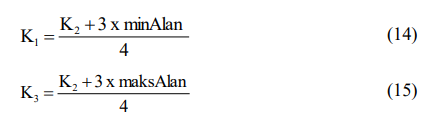 K₁ = (K₂ + 3 x minAlan) / 4 (14)
K₃ = (K₂ + 3 x maksAlan) / 4 (15)